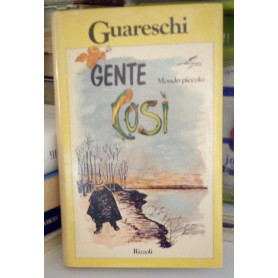 Guareschi
GENTE
Mondo piccolo
Così
Rizzoli